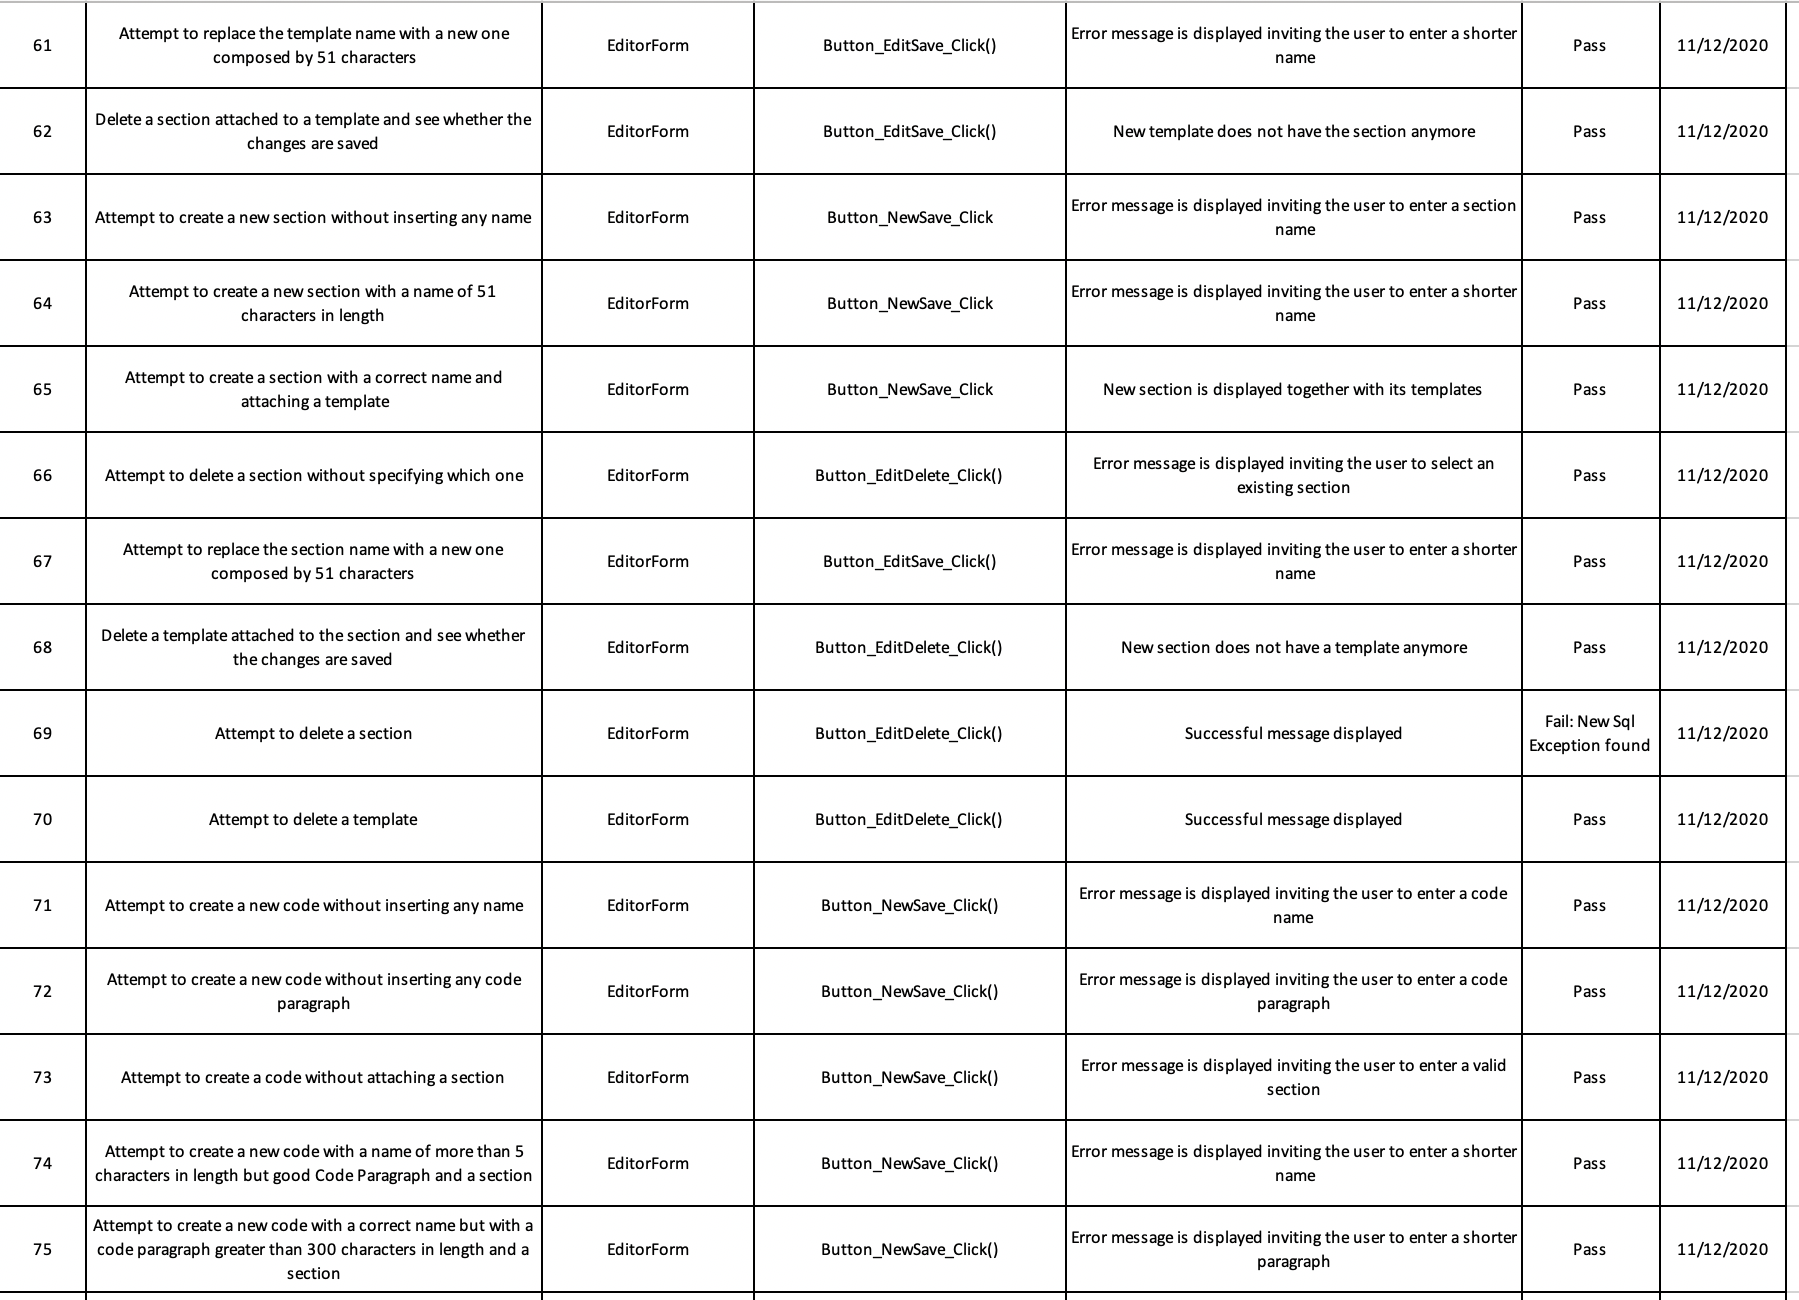 61
Attempt to replace the template name with a new one
composed by 51 characters
EditorForm
Button_EditSave_Click()
Error message is displayed inviting the user to enter a shorter
name
Pass
11/12/2020
62
Delete a section attached to a template and see whether the
changes are saved
EditorForm
Button_EditSave_Click()
New template does not have the section anymore
Pass
11/12/2020
63
Attempt to create a new section without inserting any name
EditorForm
Button_NewSave_Click
Error message is displayed inviting the user to enter a section
name
Pass
11/12/2020
64
Attempt to create a new section with a name of 51
characters in length
EditorForm
Button_NewSave_Click
Error message is displayed inviting the user to enter a shorter
name
Pass
11/12/2020
65
Attempt to create a section with a correct name and
attaching a template
EditorForm
Button_NewSave_Click
New section is displayed together with its templates
Pass
11/12/2020
66
Attempt to delete a section without specifying which one
EditorForm
Button_EditDelete_Click()
Error message is displayed inviting the user to select an
existing section
Pass
11/12/2020
67
Attempt to replace the section name with a new one
composed by 51 characters
EditorForm
Button_EditSave_Click()
Error message is displayed inviting the user to enter a shorter
name
Pass
11/12/2020
68
Delete a template attached to the section and see whether
the changes are saved
EditorForm
Button_EditDelete_Click()
New section does not have a template anymore
Pass
11/12/2020
69
Attempt to delete a section
EditorForm
Button_EditDelete_Click()
Successful message displayed
Fail: New Sql
Exception found
11/12/2020
70
Attempt to delete a template
EditorForm
Button_EditDelete_Click()
Successful message displayed
Pass
11/12/2020
71
Attempt to create a new code without inserting any name
EditorForm
Button_NewSave_Click()
Error message is displayed inviting the user to enter a code
name
Pass
11/12/2020
72
Attempt to create a new code without inserting any code
paragraph
EditorForm
Button_NewSave_Click()
Error message is displayed inviting the user to enter a code
paragraph
Pass
11/12/2020
73
Attempt to create a code without attaching a section
EditorForm
Button_NewSave_Click()
Error message is displayed inviting the user to enter a valid
section
Pass
11/12/2020
74
Attempt to create a new code with a name of more than 5
characters in length but good Code Paragraph and a section
EditorForm
Button_NewSave_Click()
Error message is displayed inviting the user to enter a shorter
name
Pass
11/12/2020
75
Attempt to create a new code with a correct name but with a
code paragraph greater than 300 characters in length and a
section
EditorForm
Button_NewSave_Click()
Error message is displayed inviting the user to enter a shorter
paragraph
Pass
11/12/2020